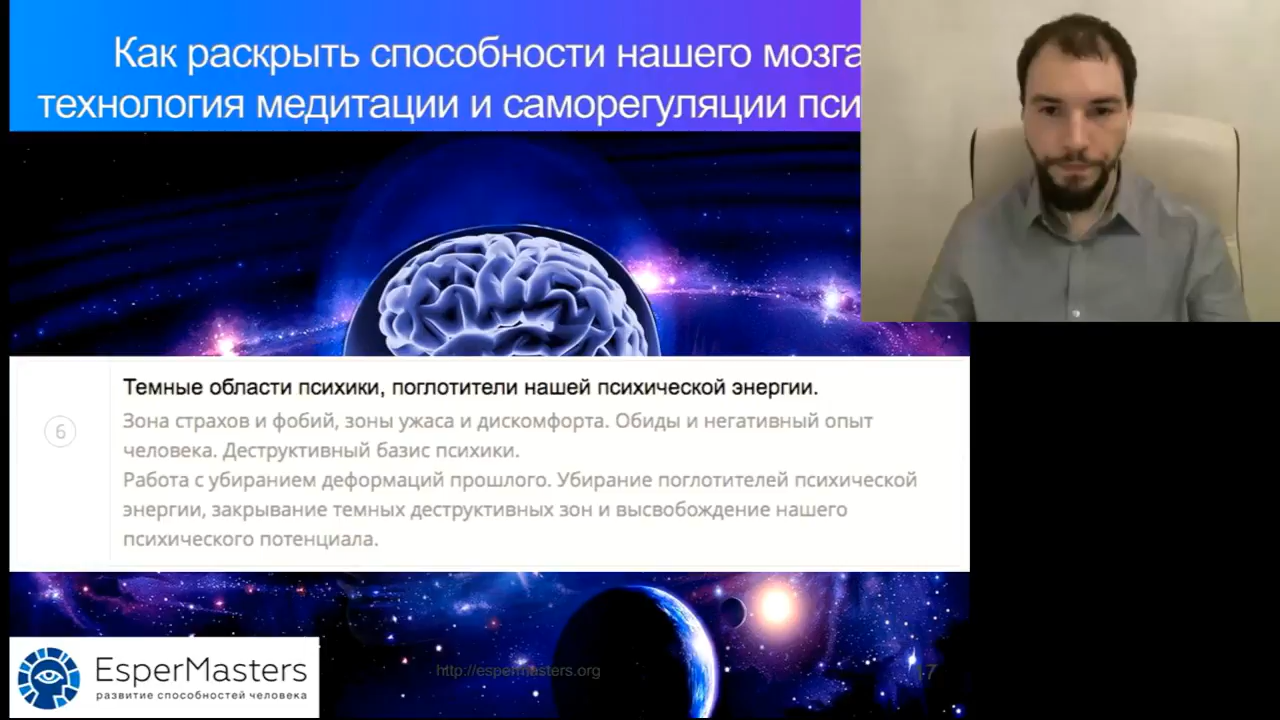 Как раскрыть способности нашего мозга
технология медитации и саморегуляции пси
6
Темные области психики, поглотители нашей психической энергии.
Зона страхов и фобий, зоны ужаса и дискомфорта. Обиды и негативный опыт
человека. Деструктивный базис психики.
Работа с убиранием деформаций прошлого. Убирание поглотителей психической
энергии, закрывание темных деструктивных зон и высвобождение нашего
психического потенциала.
EsperMasters
развитие способностей человека
http://espermasters.org
17